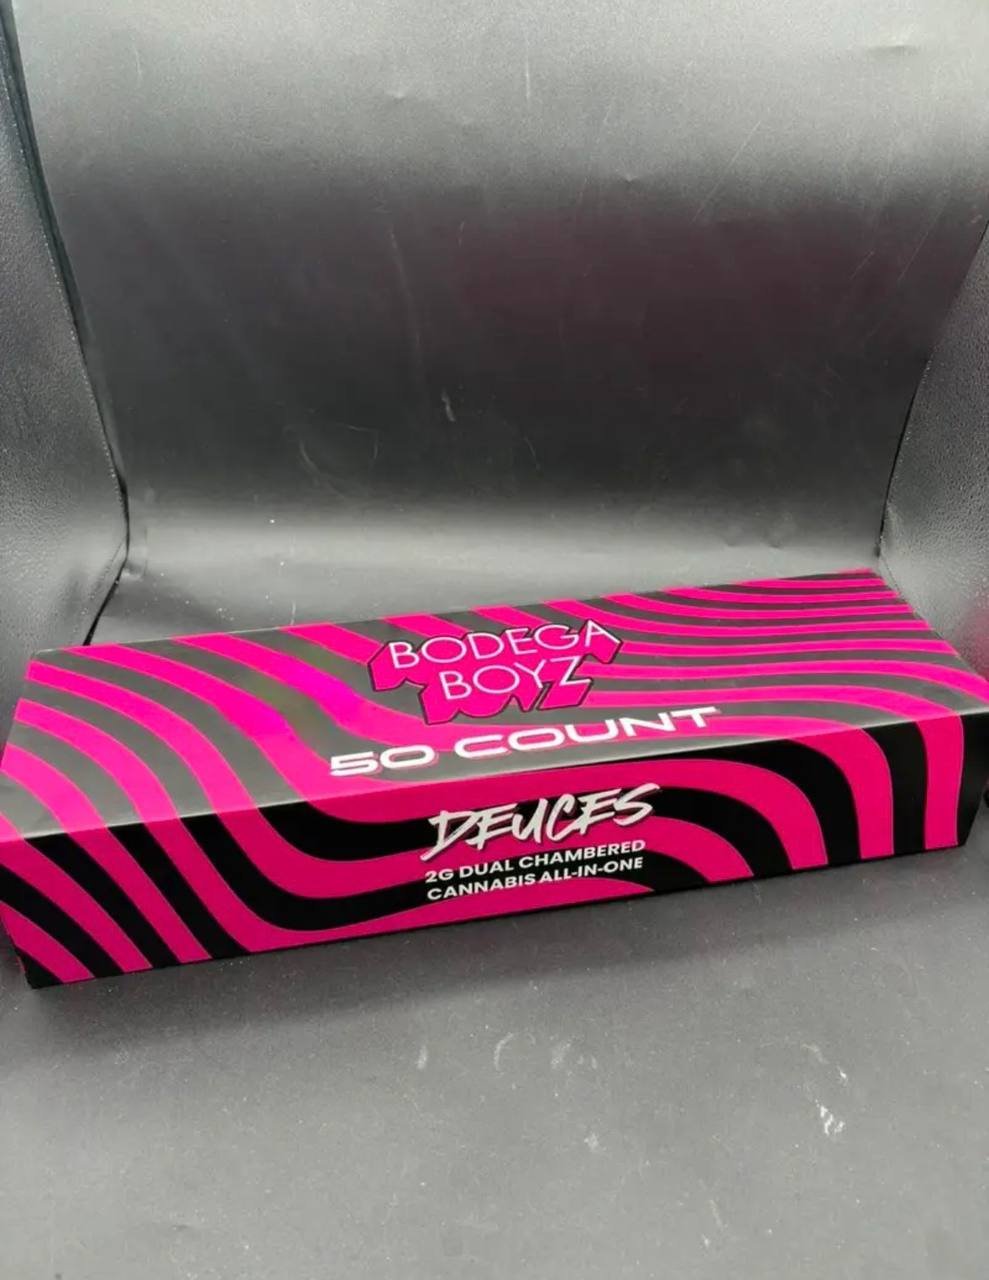 BODEGA
BOYZ
50 COUNT
DEUCES
2G DUAL CHAMBERED
CANNABIS ALL-IN-ONE